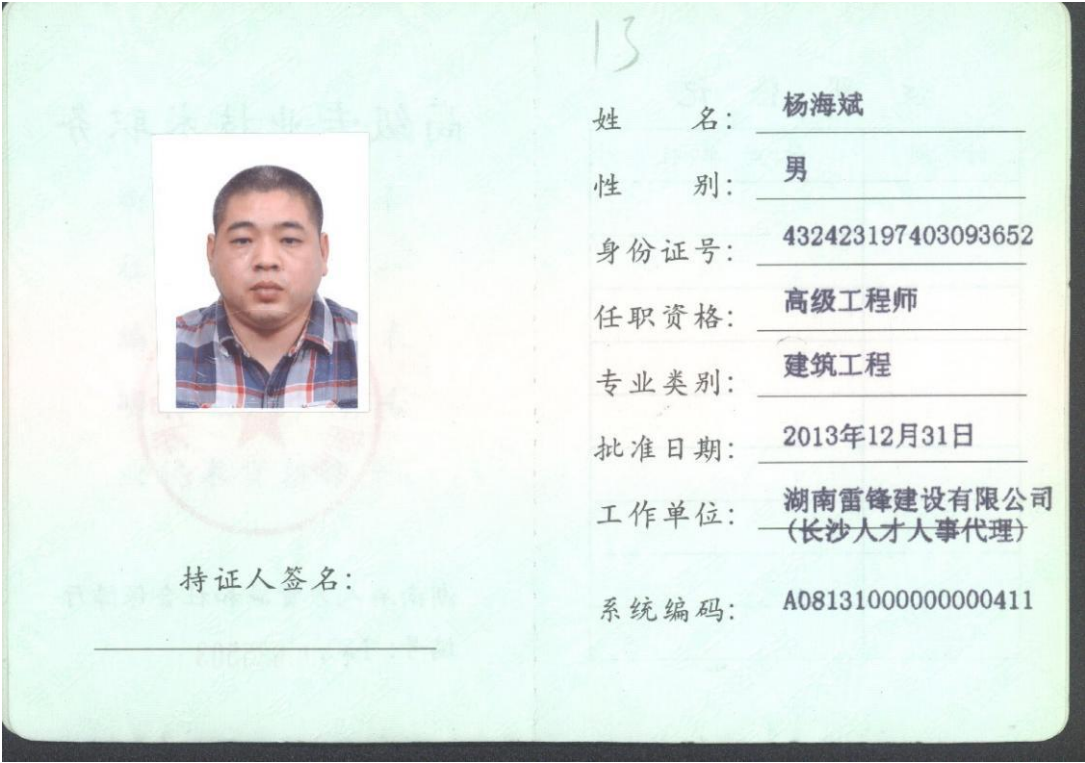 13
姓 名: 杨海斌
性 别: 男
身份证号: 432423197403093652
任职资格: 高级工程师
专业类别: 建筑工程
批准日期: 2013年12月31日
工作单位: 湖南雷锋建设有限公司
(长沙人才人事代理)
系统编码: A08131000000000411
持证人签名: